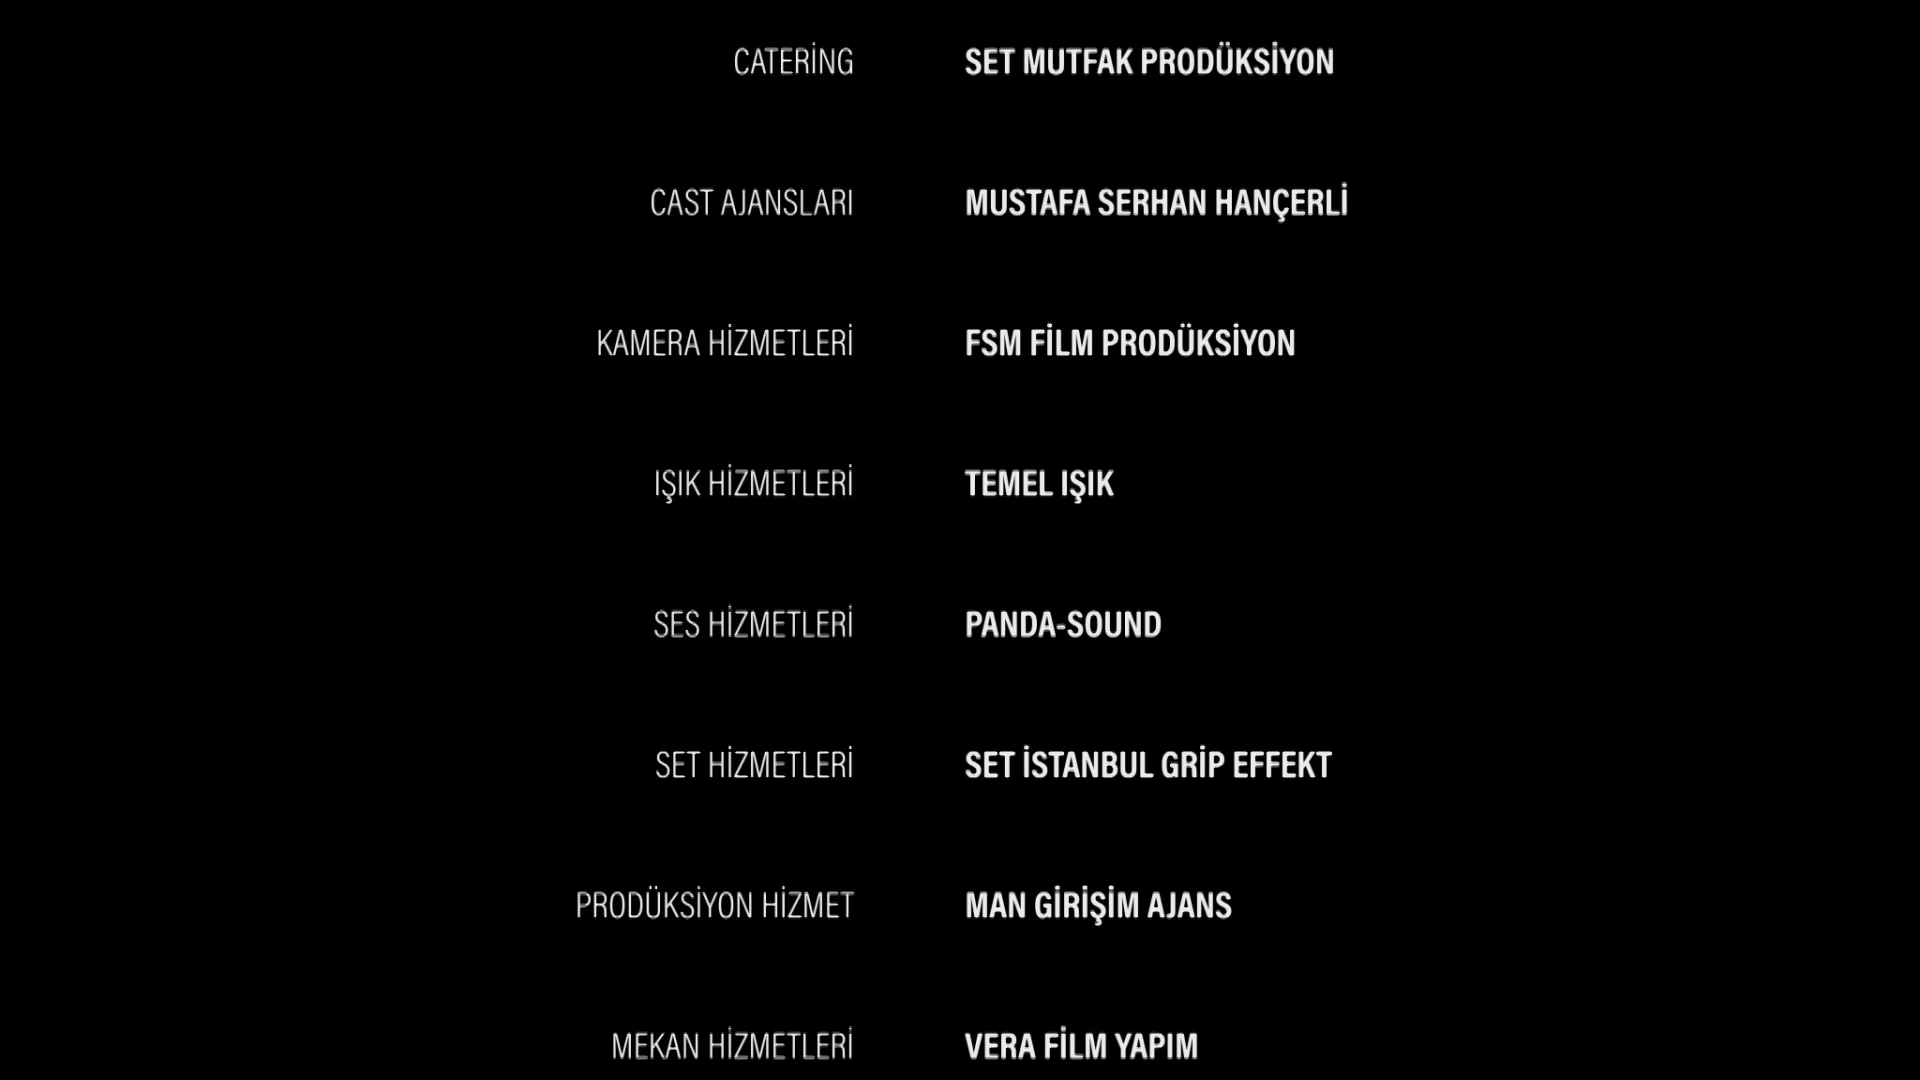 CATERİNG SET MUTFAK PRODÜKSİYON
CAST AJANSLARI MUSTAFA SERHAN HANÇERLİ
KAMERA HİZMETLERİ FSM FİLM PRODÜKSİYON
IŞIK HİZMETLERİ TEMEL IŞIK
SES HİZMETLERİ PANDA-SOUND
SET HİZMETLERİ SET İSTANBUL GRİP EFFEKT
PRODÜKSİYON HİZMET MAN GİRİŞİM AJANS
MEKAN HİZMETLERİ VERA FİLM YAPIM